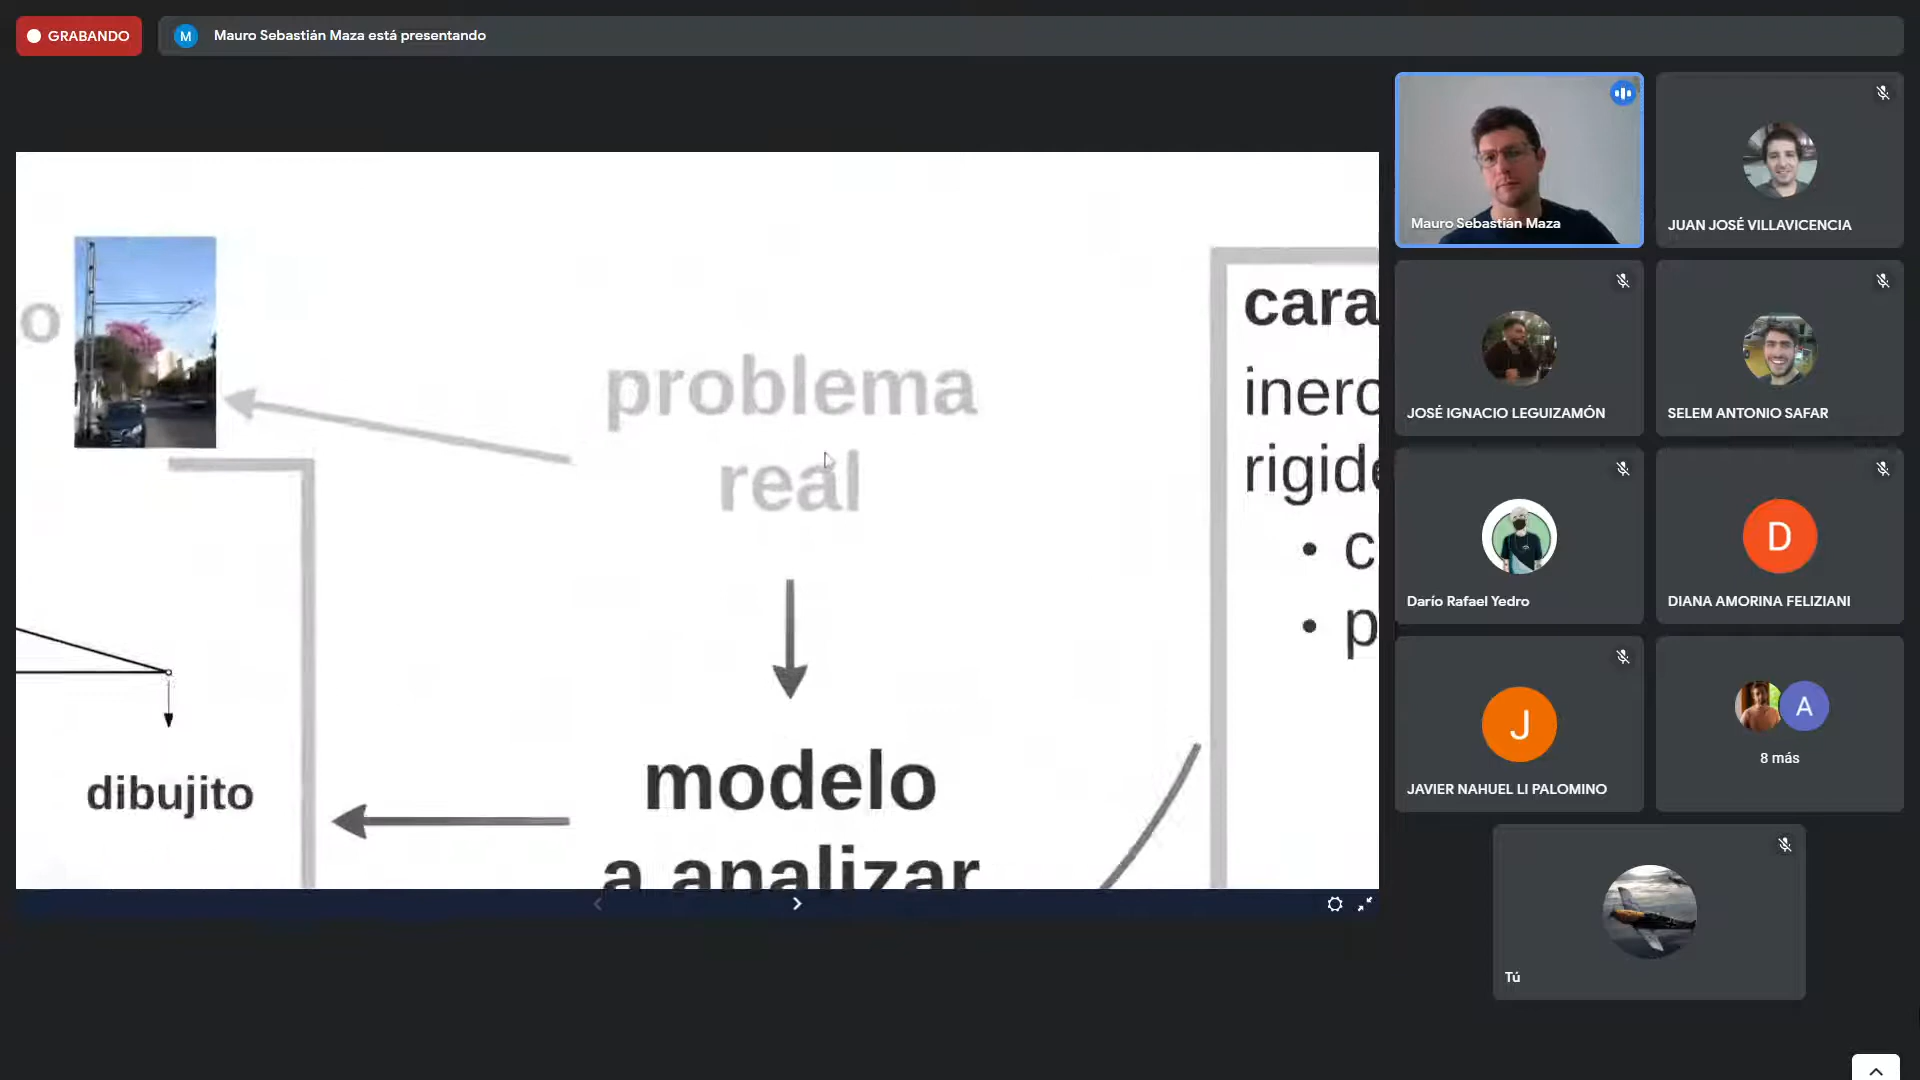 GRABANDO
M
Mauro Sebastián Maza está presentando
o
problema
real
dibujito
modelo
a analizar
cara
inerc
rigide
• c
• p
Mauro Sebastián Maza
JUAN JOSÉ VILLAVICENCIA
JOSÉ IGNACIO LEGUIZAMÓN
SELEM ANTONIO SAFAR
Darío Rafael Yedro
D
DIANA AMORINA FELIZIANI
J
JAVIER NAHUEL LI PALOMINO
A
8 más
Tú